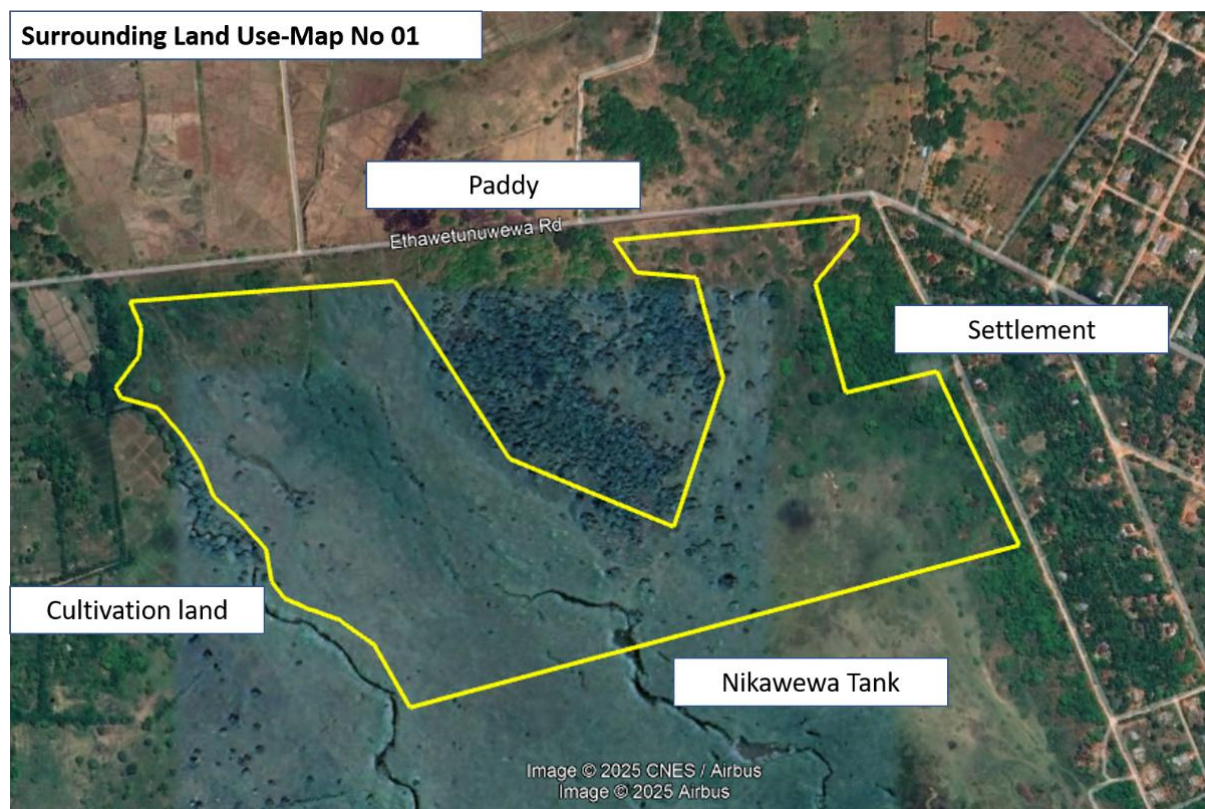 Surrounding Land Use-Map No 01
Paddy
Ethawetunuwewa Rd
Settlement
Cultivation land
Nikawewa Tank
Image © 2025 CNES / Airbus
Image © 2025 Airbus